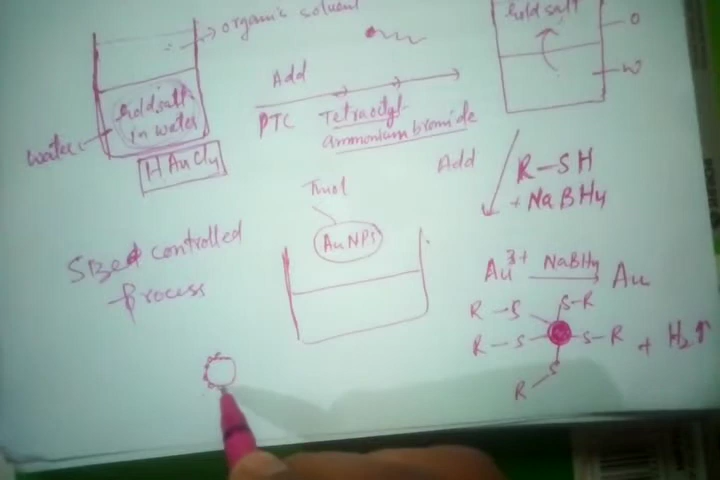 organic solvent
Gold salt
in water
water
HAuCl4
Add
PTC Tetraoctyl-
ammonium bromide
Gold salt
O
W
Add
R-SH
+ NaBH4
Thiol
Au NPs
Size controlled
Process
Au3+ NaBH4 Au
R-S S-R
R-S S-R + H2↑
S
R